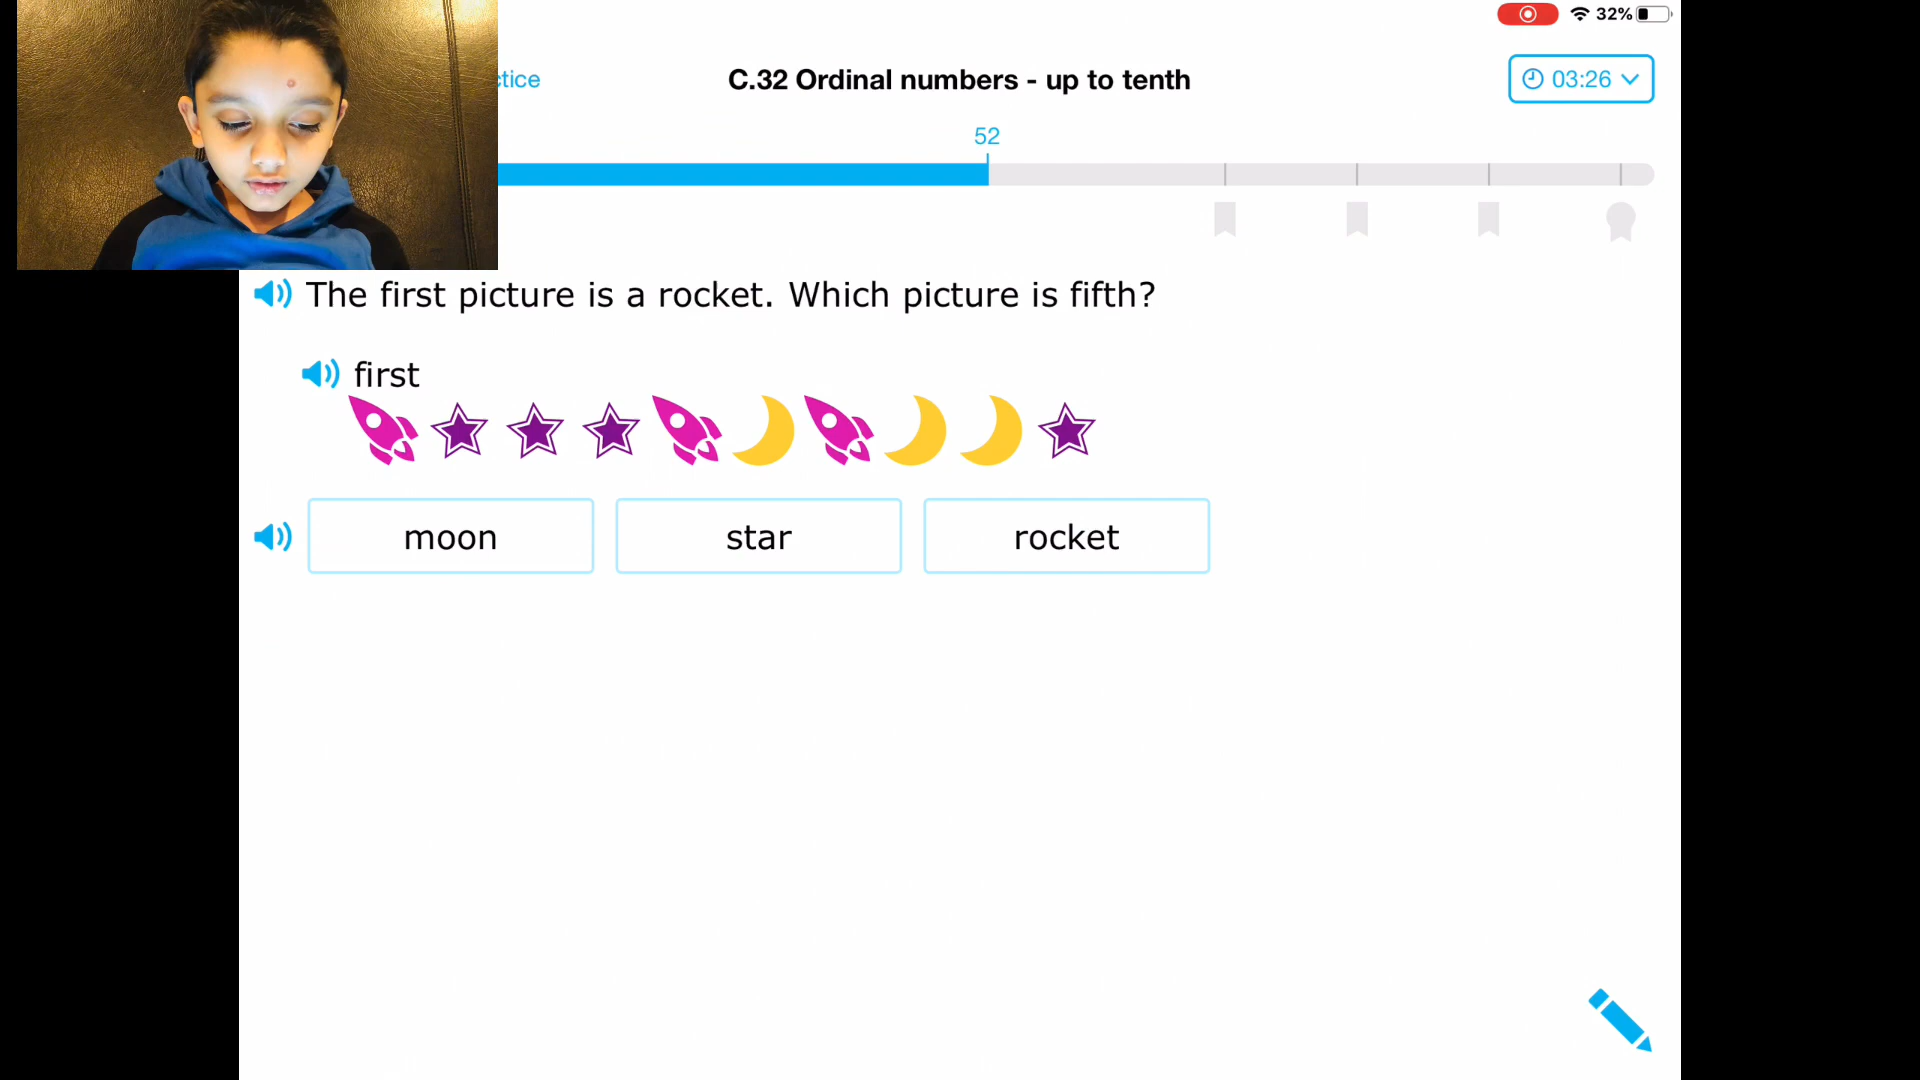 32%
ctice
C.32 Ordinal numbers - up to tenth
03:26
52
The first picture is a rocket. Which picture is fifth?
first
moon
star
rocket